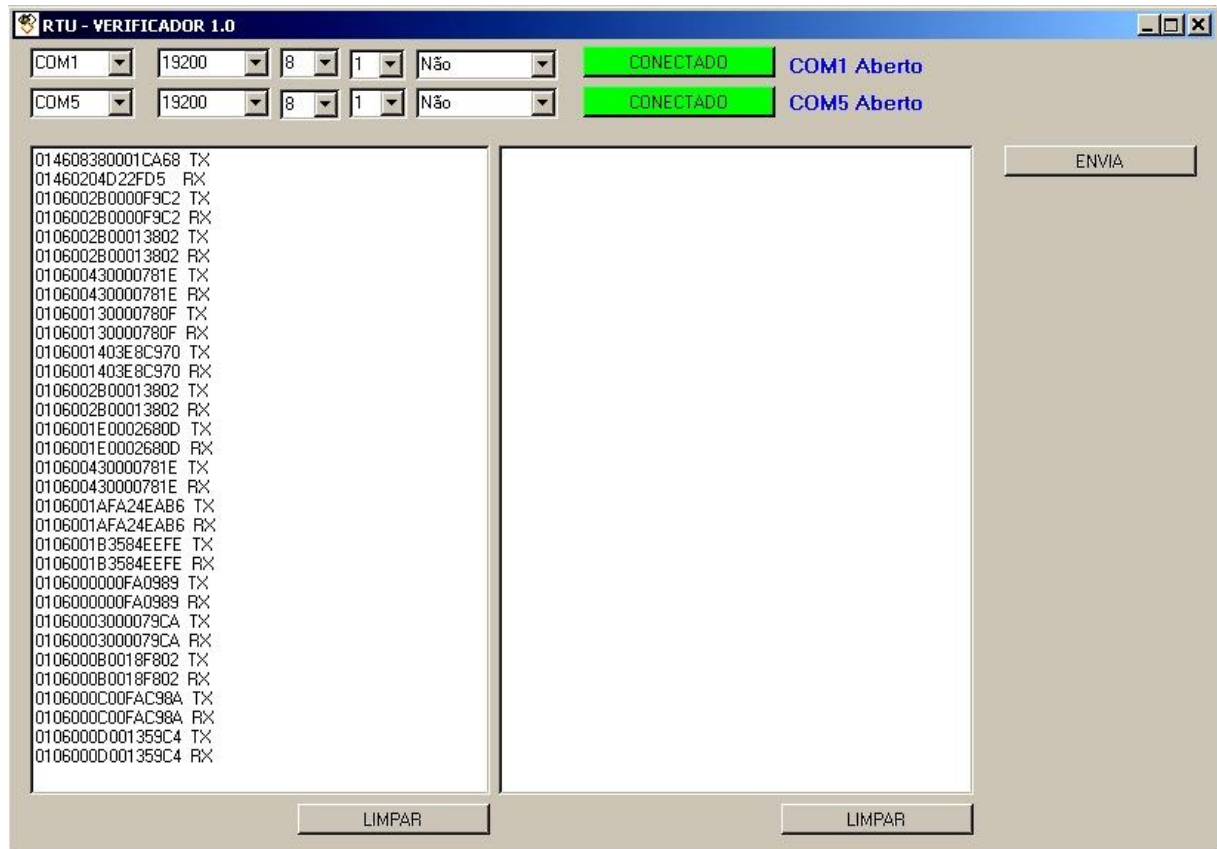 RTU - VERIFICADOR 1.0
COM1 19200 8 1 Não CONECTADO COM1 Aberto
COM5 19200 8 1 Não CONECTADO COM5 Aberto
ENVIA
014608380001CA68 TX
01460204D22FD5 RX
0106002B0000F9C2 TX
0106002B0000F9C2 RX
0106002B00013802 TX
0106002B00013802 RX
010600430000781E TX
010600430000781E RX
010600130000780F TX
010600130000780F RX
0106001403E8C970 TX
0106001403E8C970 RX
0106002B00013802 TX
0106002B00013802 RX
0106001E0002680D TX
0106001E0002680D RX
010600430000781E TX
010600430000781E RX
0106001AFA24EAB6 TX
0106001AFA24EAB6 RX
0106001B3584EEFE TX
0106001B3584EEFE RX
0106000000FA0989 TX
0106000000FA0989 RX
01060003000079CA TX
01060003000079CA RX
0106000B0018F802 TX
0106000B0018F802 RX
0106000C00FAC98A TX
0106000C00FAC98A RX
0106000D001359C4 TX
0106000D001359C4 RX
LIMPAR LIMPAR